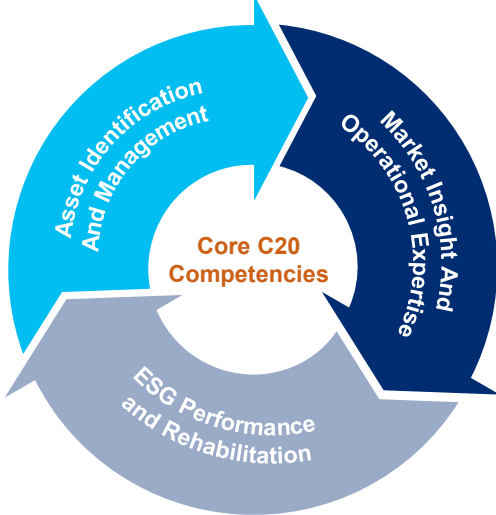 Asset Identification
And Management
Market Insight And
Operational Expertise
Core C20
Competencies
ESG Performance
and Rehabilitation